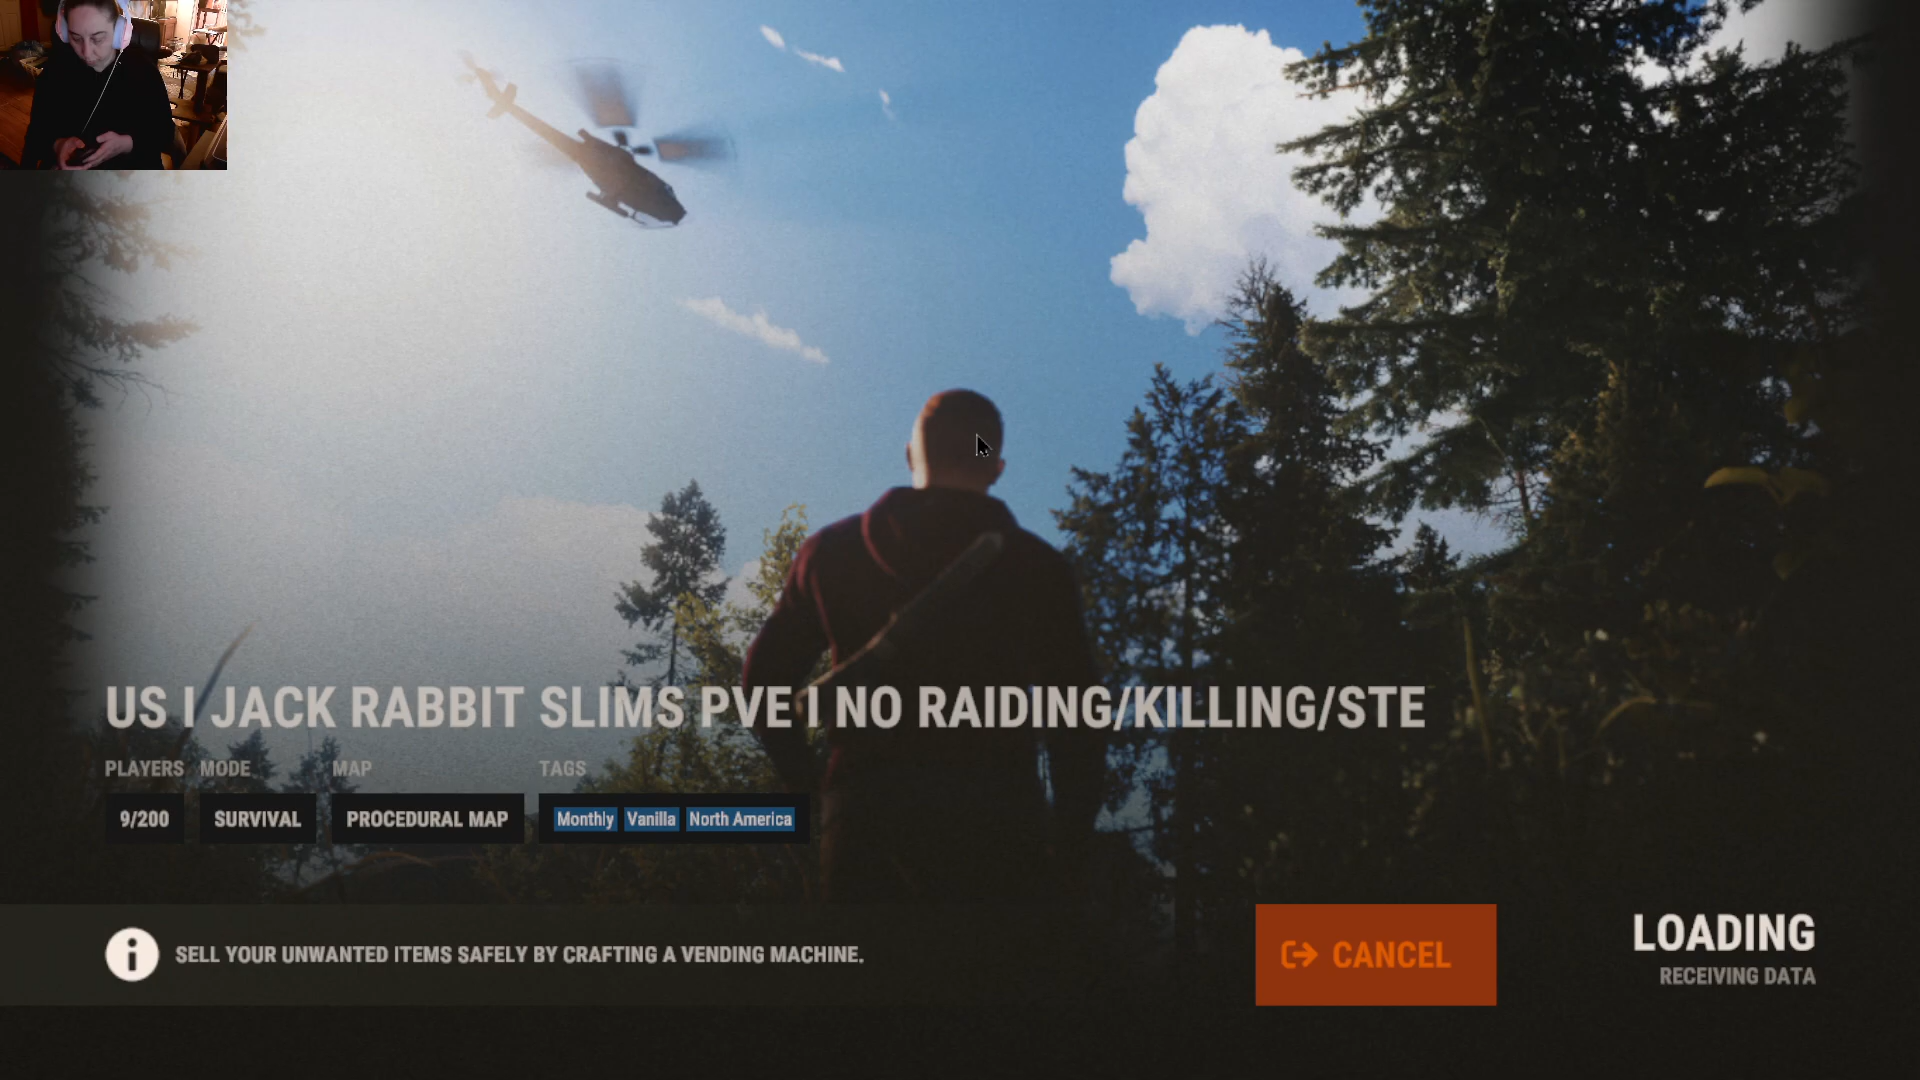 US I JACK RABBIT SLIMS PVE I NO RAIDING/KILLING/STE
PLAYERS MODE MAP TAGS
9/200 SURVIVAL PROCEDURAL MAP Monthly Vanilla North America
SELL YOUR UNWANTED ITEMS SAFELY BY CRAFTING A VENDING MACHINE.
CANCEL
LOADING
RECEIVING DATA